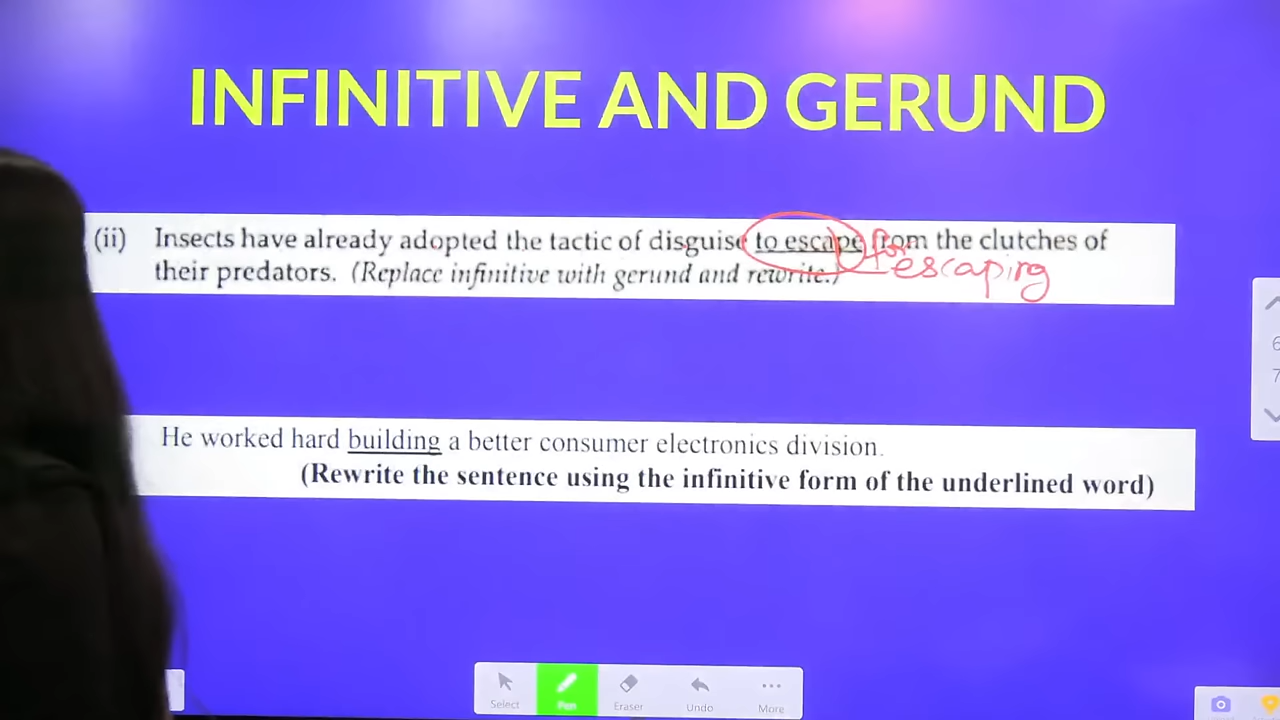 INFINITIVE AND GERUND
(ii) Insects have already adopted the tactic of disguise to escape from the clutches of
for
escaping
their predators. (Replace infinitive with gerund and rewrite.)
6
7
He worked hard building a better consumer electronics division.
(Rewrite the sentence using the infinitive form of the underlined word)
Select
Pen
Eraser
Undo
More